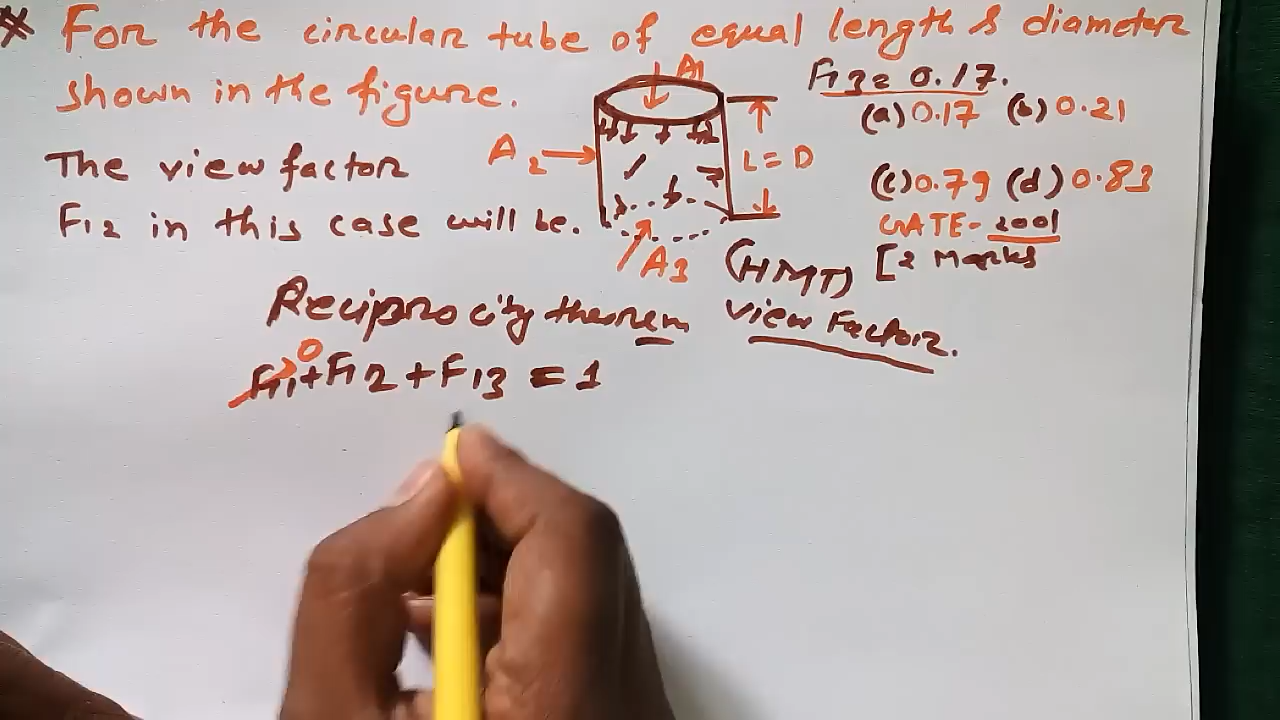 * For the circular tube of equal length & diameter
shown in the figure.
The view factor
F12 in this case will be.
A1
A2
L = D
A3
F13 = 0.17.
(a) 0.17 (b) 0.21
(c) 0.79 (d) 0.83
GATE-2001
[2 Marks
(HMT)
View Factor.
Reciprocity theorem
F11 + F12 + F13 = 1
0